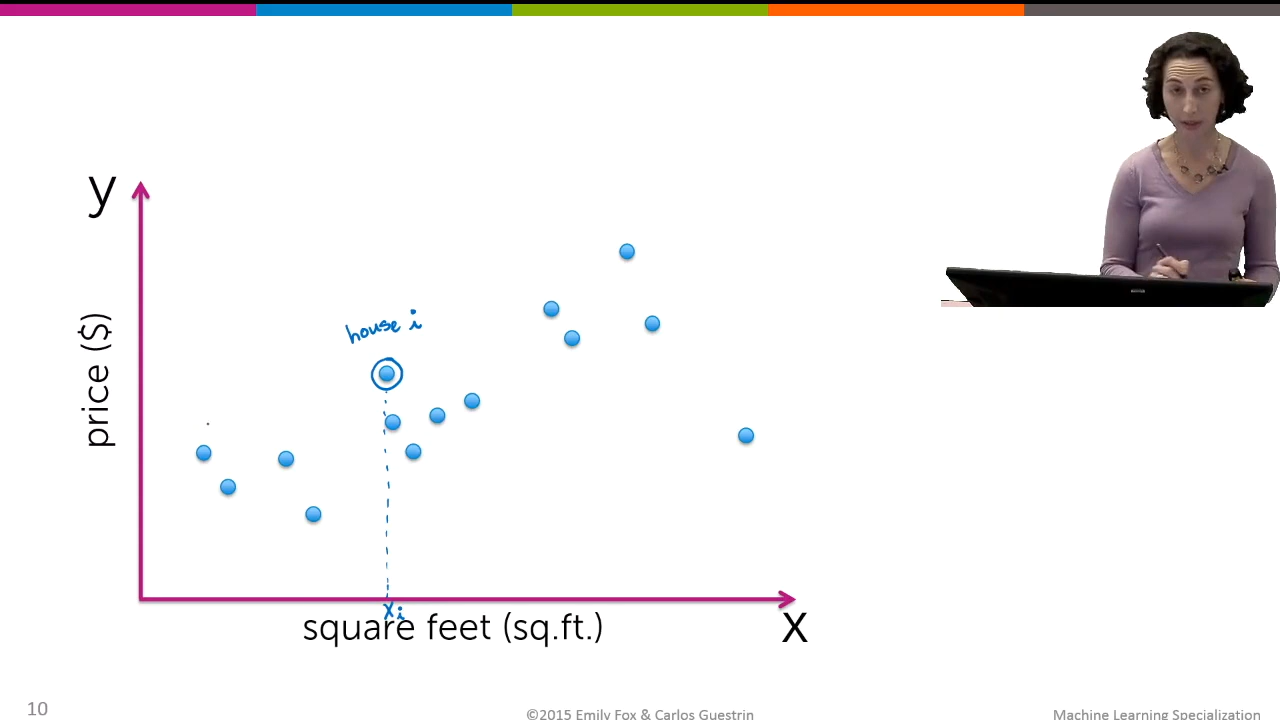 y
price ($)
house i
xi
square feet (sq.ft.)
x
10
©2015 Emily Fox & Carlos Guestrin
Machine Learning Specialization